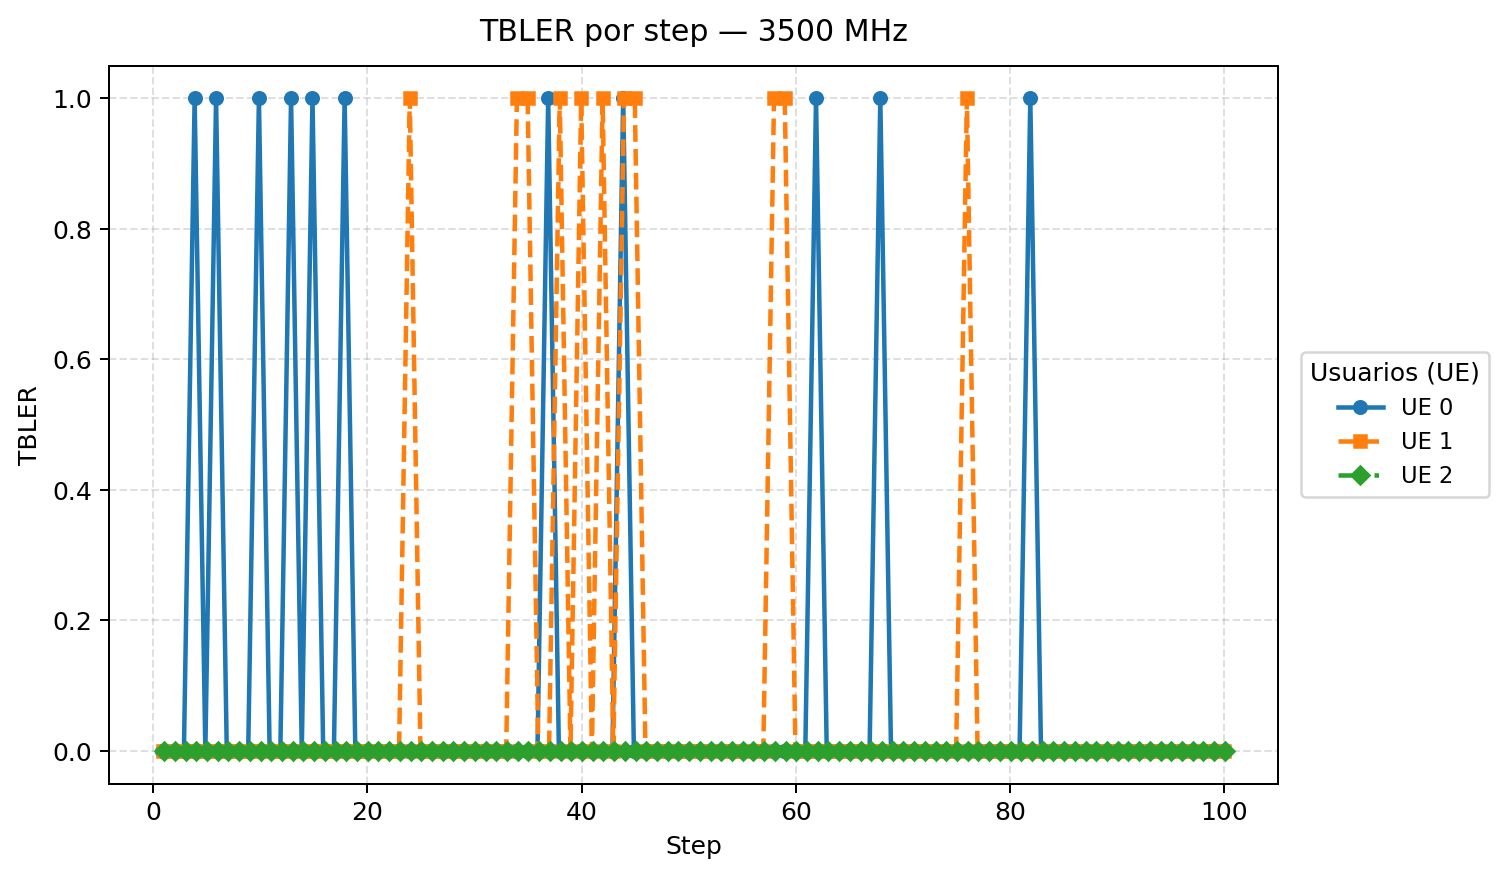 TBLER por step — 3500 MHz
1.0
0.8
0.6
0.4
0.2
0.0
TBLER
0 20 40 60 80 100
Step
Usuarios (UE)
UE 0
UE 1
UE 2